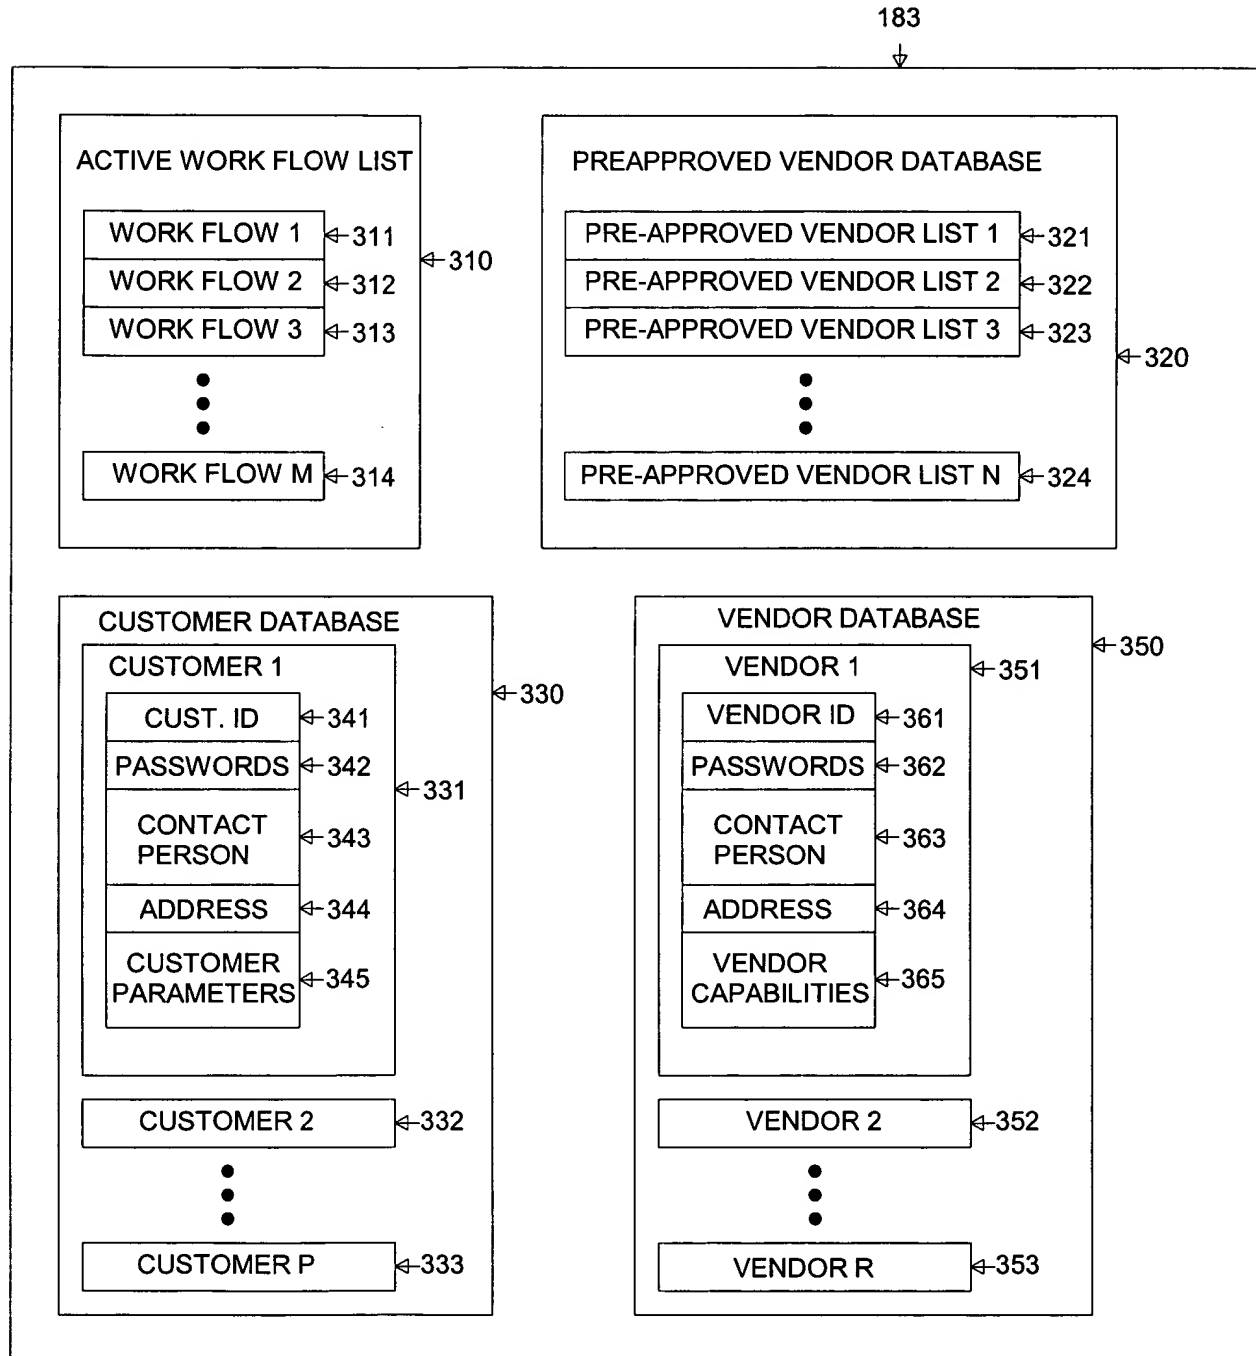 183
ACTIVE WORK FLOW LIST
WORK FLOW 1
311
WORK FLOW 2
312
WORK FLOW 3
313
WORK FLOW M
314
310
PREAPPROVED VENDOR DATABASE
PRE-APPROVED VENDOR LIST 1
321
PRE-APPROVED VENDOR LIST 2
322
PRE-APPROVED VENDOR LIST 3
323
PRE-APPROVED VENDOR LIST N
324
320
CUSTOMER DATABASE
CUSTOMER 1
CUST. ID
341
PASSWORDS
342
CONTACT
PERSON
343
ADDRESS
344
CUSTOMER
PARAMETERS
345
331
CUSTOMER 2
332
CUSTOMER P
333
330
VENDOR DATABASE
VENDOR 1
VENDOR ID
361
PASSWORDS
362
CONTACT
PERSON
363
ADDRESS
364
VENDOR
CAPABILITIES
365
351
VENDOR 2
352
VENDOR R
353
350